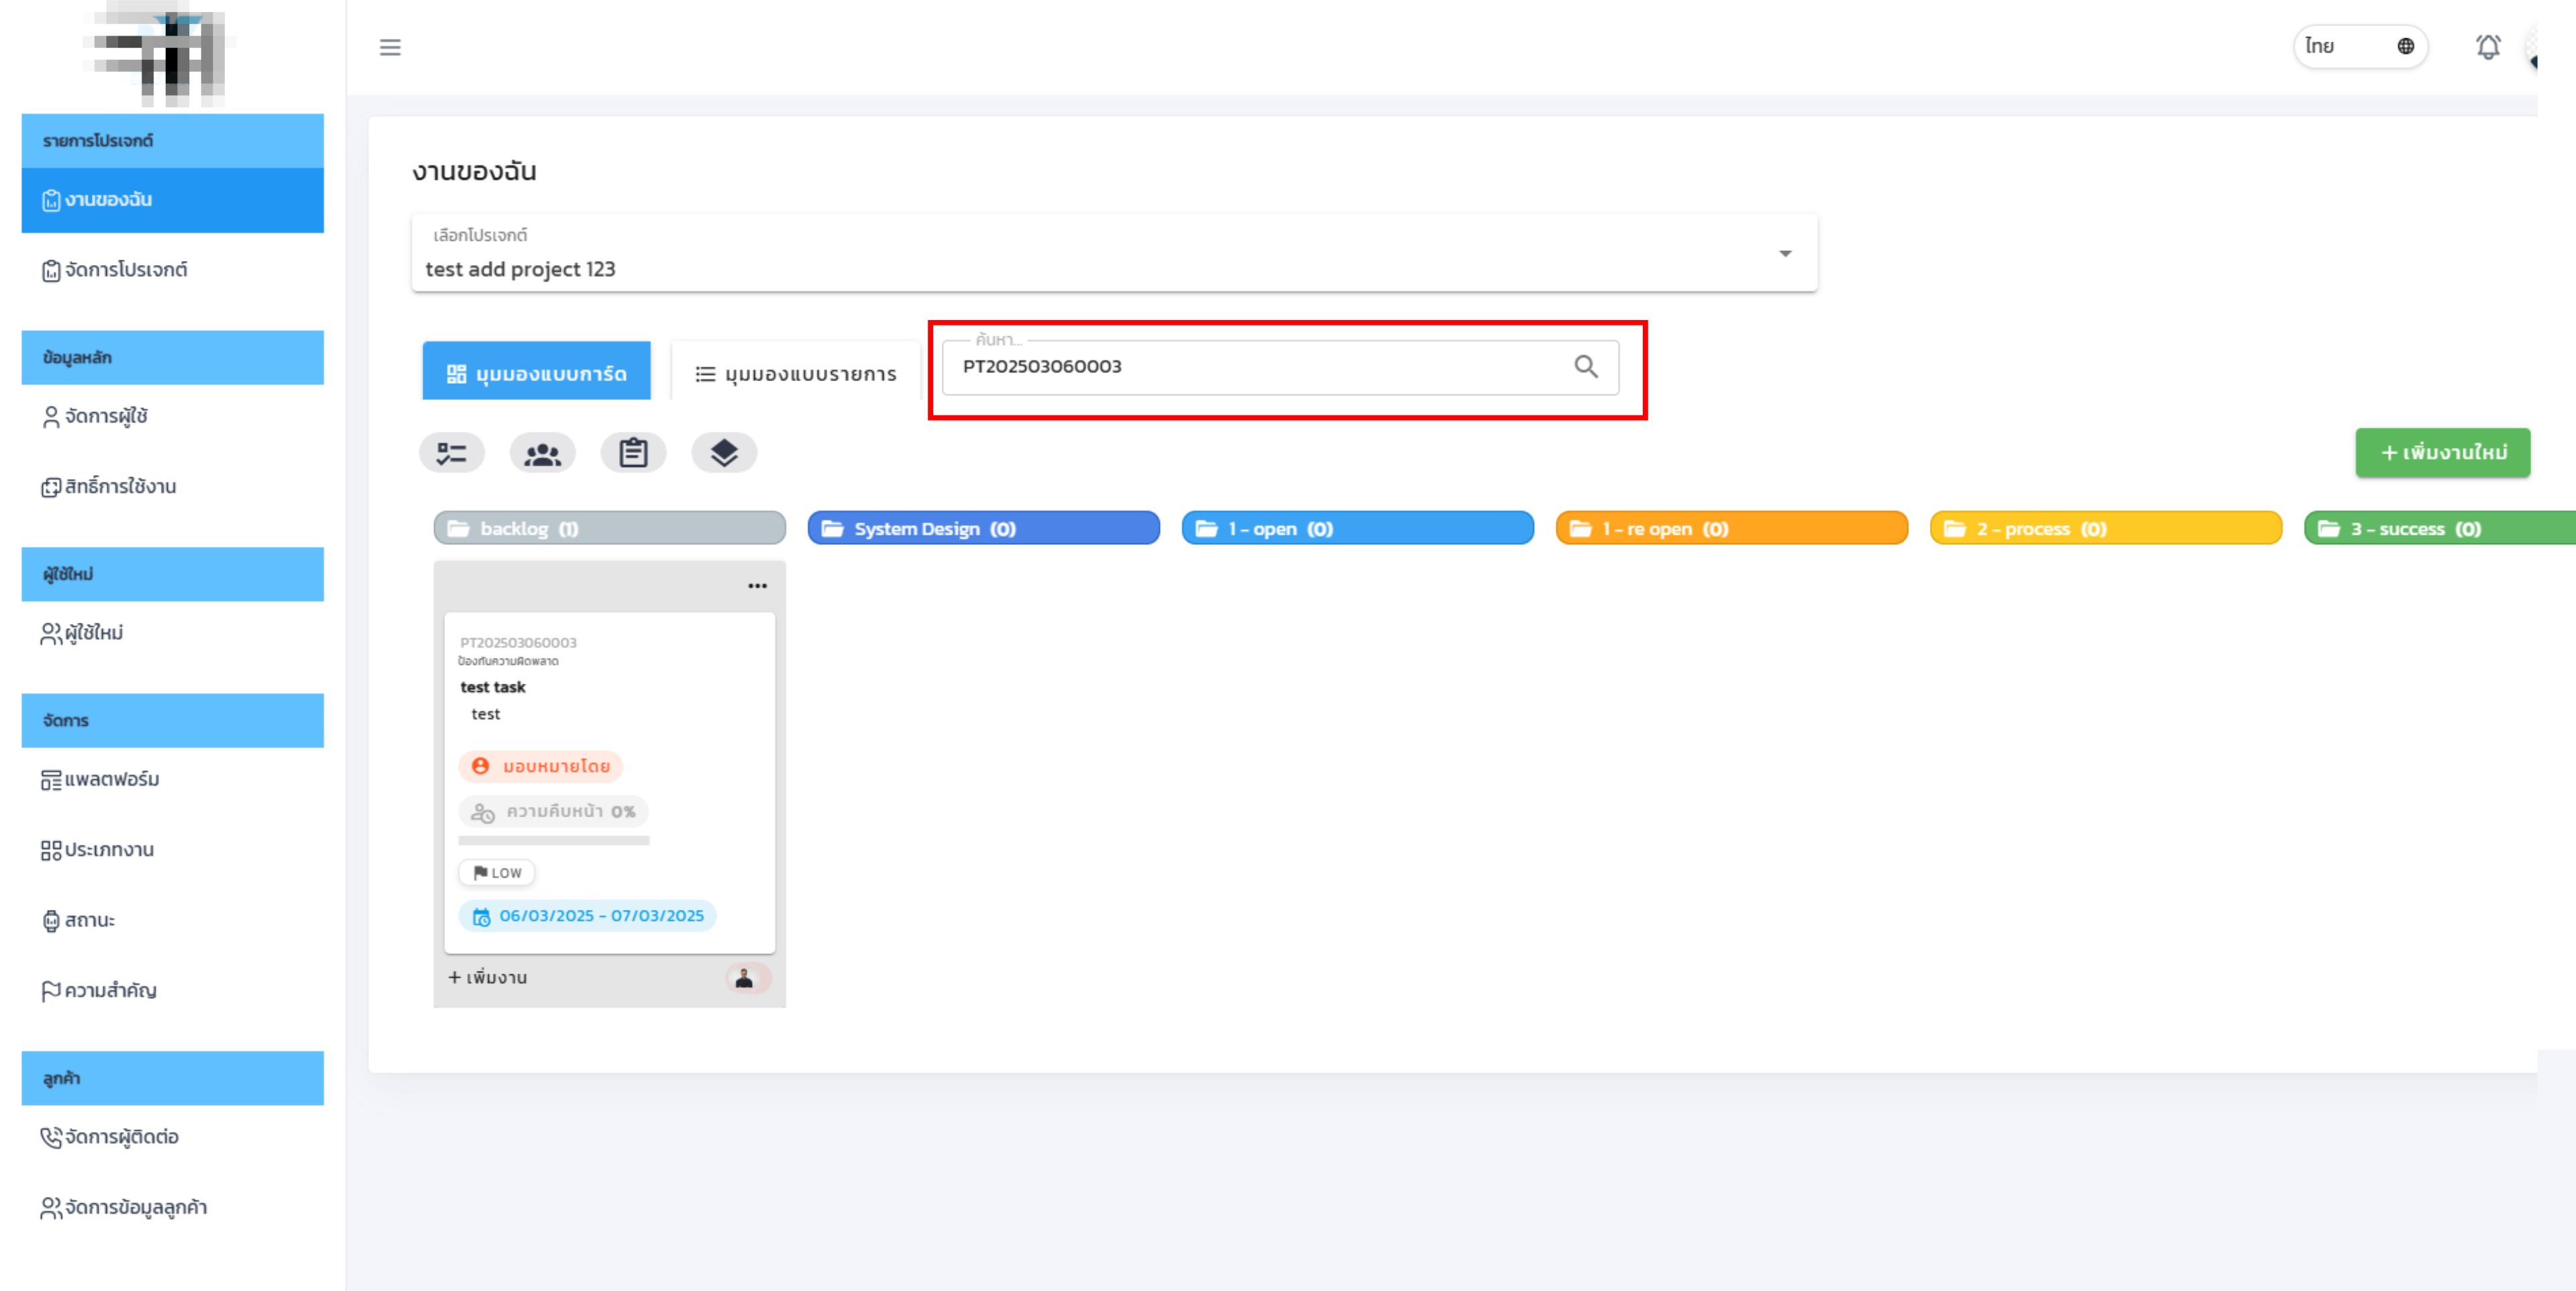 ไทย
รายการโปรเจกต์
งานของฉัน
จัดการโปรเจกต์
ข้อมูลหลัก
จัดการผู้ใช้
สิทธิ์การใช้งาน
ผู้ใช้ใหม่
ผู้ใช้ใหม่
จัดการ
แพลตฟอร์ม
ประเภทงาน
สถานะ
ความสำคัญ
ลูกค้า
จัดการผู้ติดต่อ
จัดการข้อมูลลูกค้า
งานของฉัน
เลือกโปรเจกต์
test add project 123
มุมมองแบบการ์ด
มุมมองแบบรายการ
ค้นหา...
PT202503060003
+ เพิ่มงานใหม่
backlog (1)
System Design (0)
1 - open (0)
1 - re open (0)
2 - process (0)
3 - success (0)
PT202503060003
ป้องกันความผิดพลาด
test task
test
มอบหมายโดย
ความคืบหน้า 0%
LOW
06/03/2025 - 07/03/2025
+ เพิ่มงาน